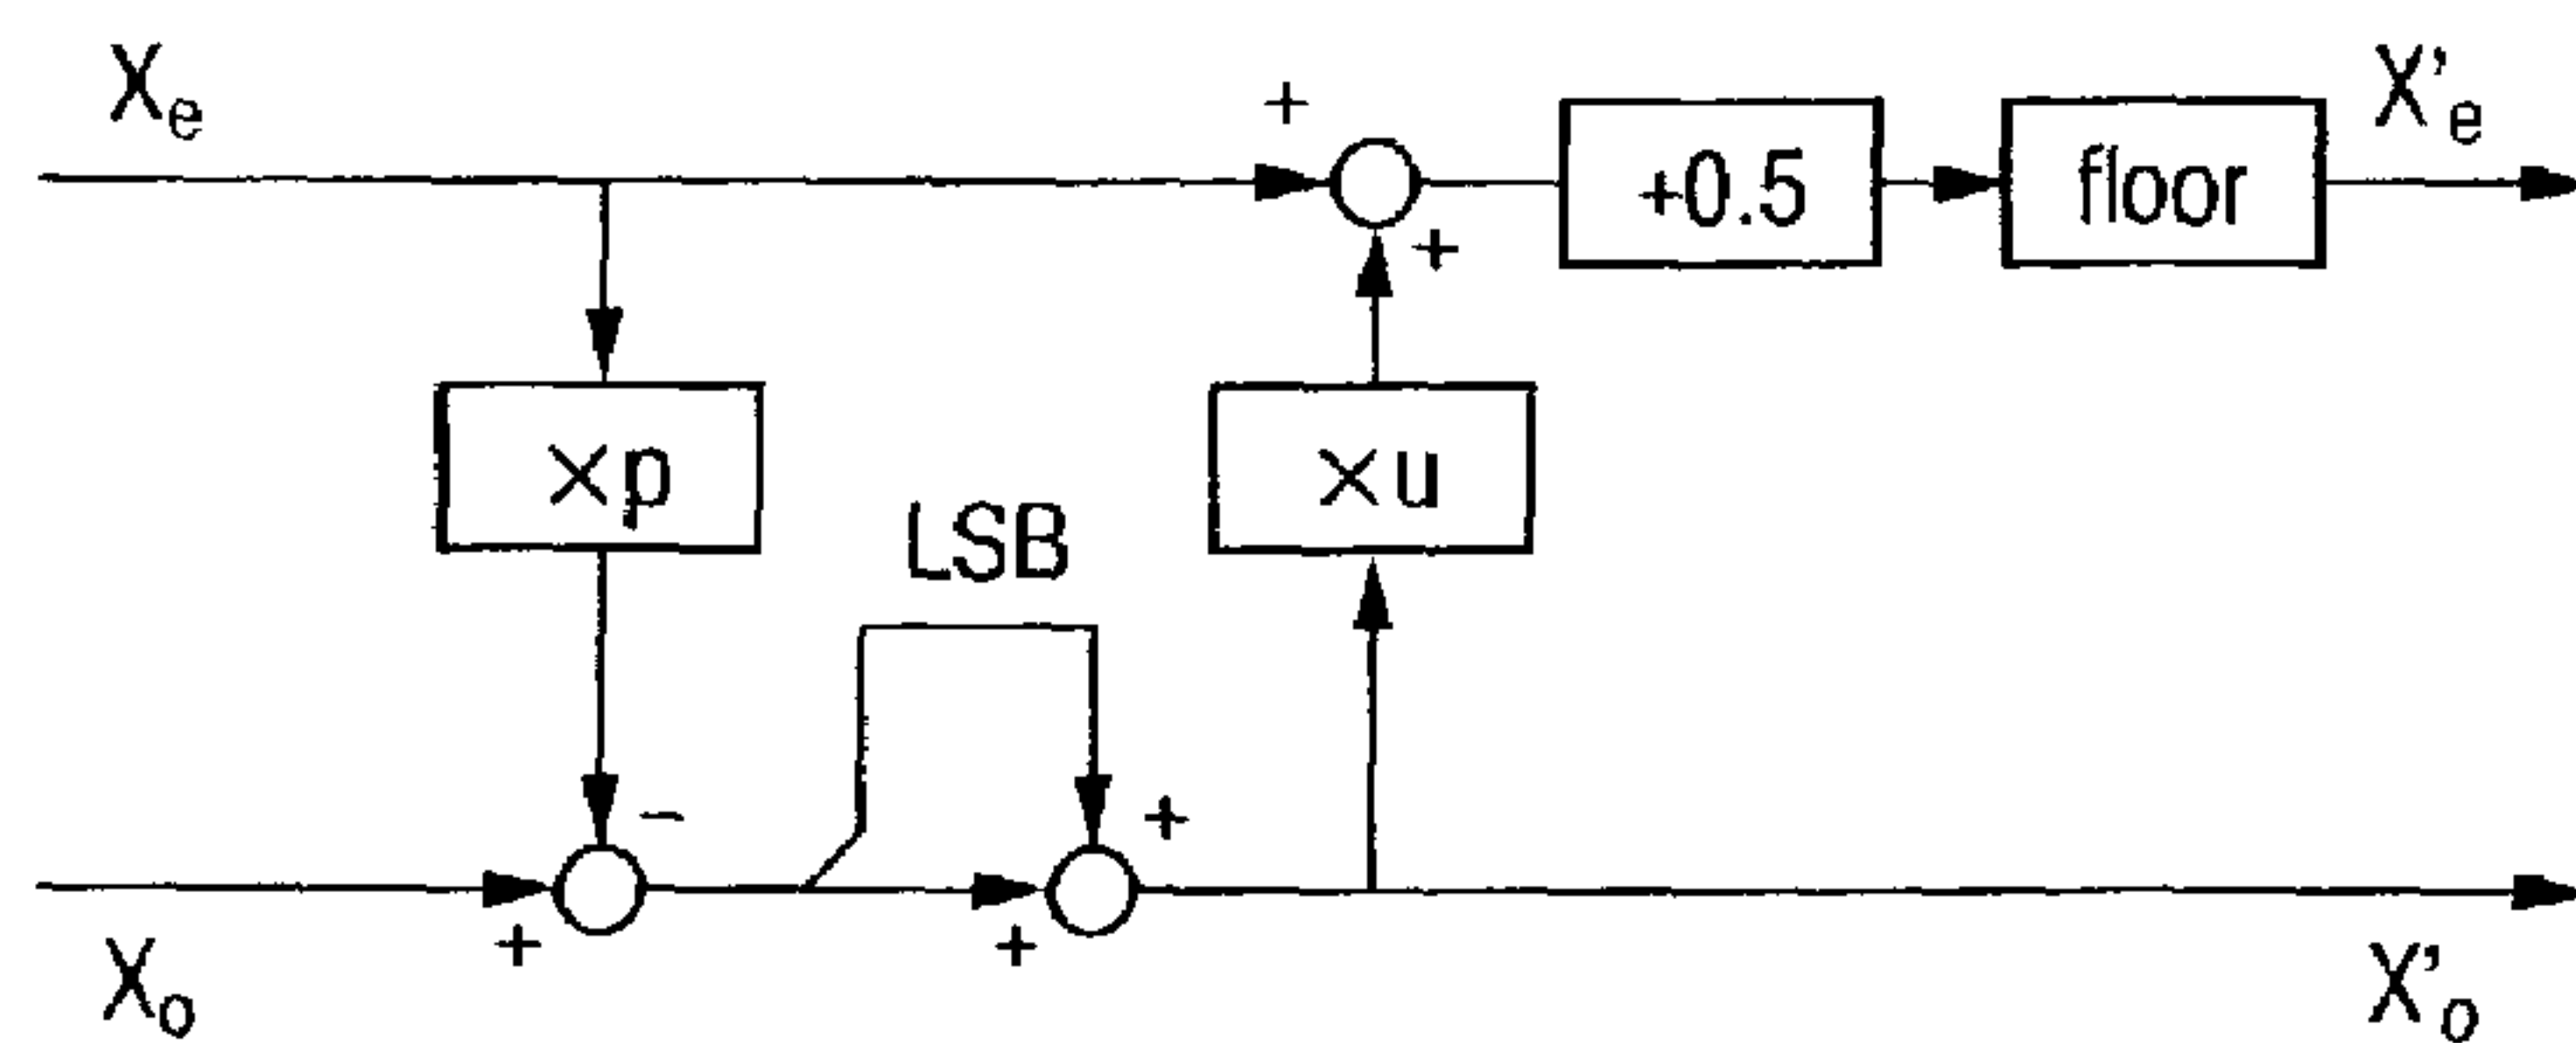 Xe
+
+
+0.5
floor
X'e
×p
×u
LSB
−
+
+
+
Xo
X'o